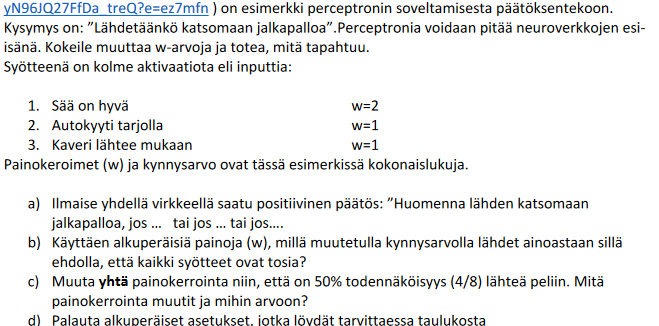 yN96JQ27FfDa_treQ?e=ez7mfn ) on esimerkki perceptronin soveltamisesta päätöksentekoon.
Kysymys on: ”Lähdetäänkö katsomaan jalkapalloa”.Perceptronia voidaan pitää neuroverkkojen esi-
isänä. Kokeile muuttaa w-arvoja ja totea, mitä tapahtuu.
Syötteenä on kolme aktivaatiota eli inputtia:
1. Sää on hyvä w=2
2. Autokyyti tarjolla w=1
3. Kaveri lähtee mukaan w=1
Painokeroimet (w) ja kynnysarvo ovat tässä esimerkissä kokonaislukuja.
a) Ilmaise yhdellä virkkeellä saatu positiivinen päätös: ”Huomenna lähden katsomaan
jalkapalloa, jos … tai jos … tai jos….
b) Käyttäen alkuperäisiä painoja (w), millä muutetulla kynnysarvolla lähdet ainoastaan sillä
ehdolla, että kaikki syötteet ovat tosia?
c) Muuta yhtä painokerrointa niin, että on 50% todennäköisyys (4/8) lähteä peliin. Mitä
painokerrointa muutit ja mihin arvoon?
d) Palauta alkuperäiset asetukset, jotka löydät tarvittaessa taulukosta